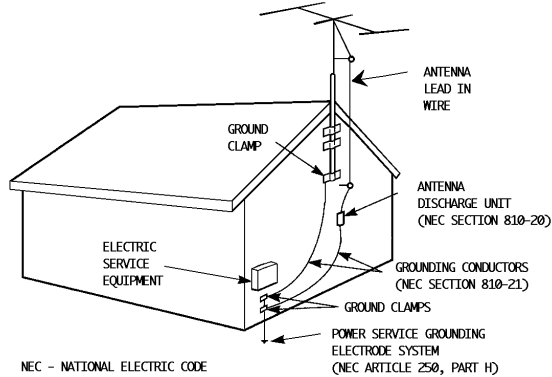 ANTENNA
LEAD IN
WIRE
GROUND
CLAMP
ANTENNA
DISCHARGE UNIT
(NEC SECTION 810-20)
ELECTRIC
SERVICE
EQUIPMENT
GROUNDING CONDUCTORS
(NEC SECTION 810-21)
GROUND CLAMPS
POWER SERVICE GROUNDING
ELECTRODE SYSTEM
(NEC ARTICLE 250, PART H)
NEC - NATIONAL ELECTRIC CODE